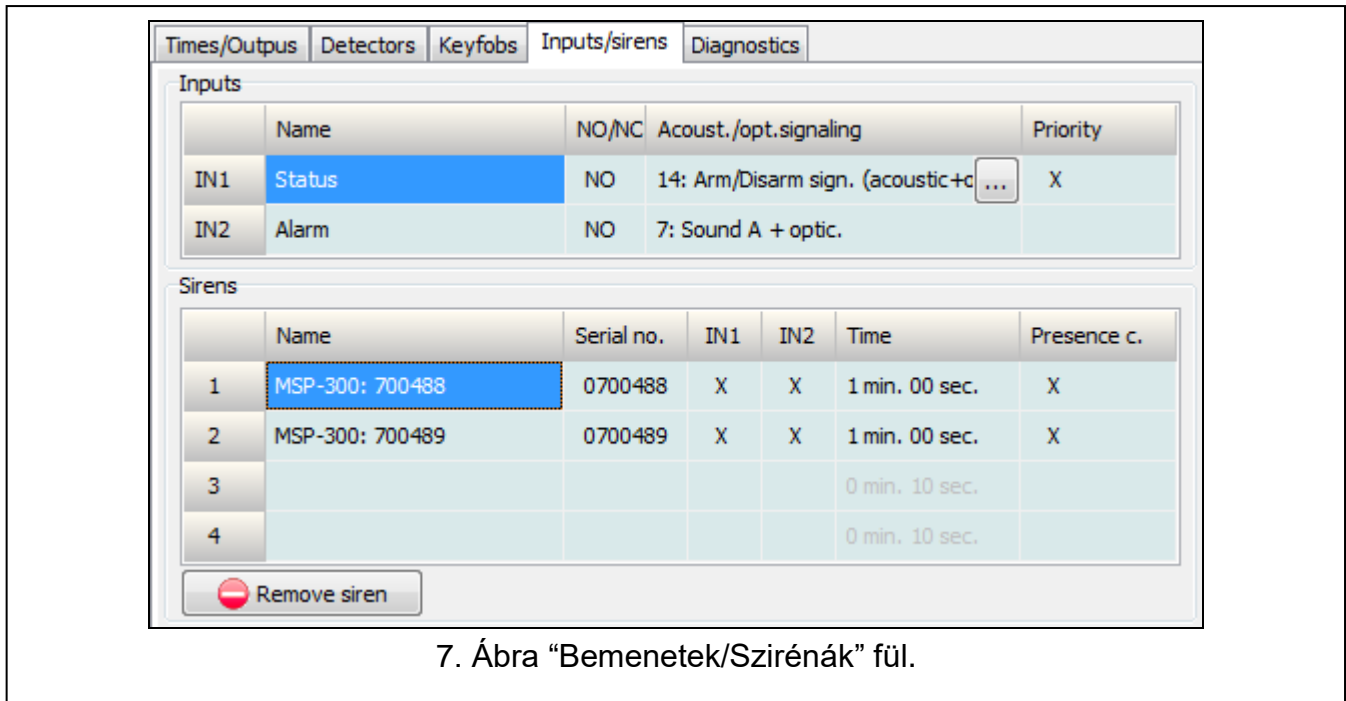 Times/Outpus Detectors Keyfobs Inputs/sirens Diagnostics
Inputs
Name NO/NC Acoust./opt.signaling Priority
IN1 Status NO 14: Arm/Disarm sign. (acoustic+o ... X
IN2 Alarm NO 7: Sound A + optic.
Sirens
Name Serial no. IN1 IN2 Time Presence c.
1 MSP-300: 700488 0700488 X X 1 min. 00 sec. X
2 MSP-300: 700489 0700489 X X 1 min. 00 sec. X
3 0 min. 10 sec.
4 0 min. 10 sec.
Remove siren
7. Ábra “Bemenetek/Szirénák” fül.